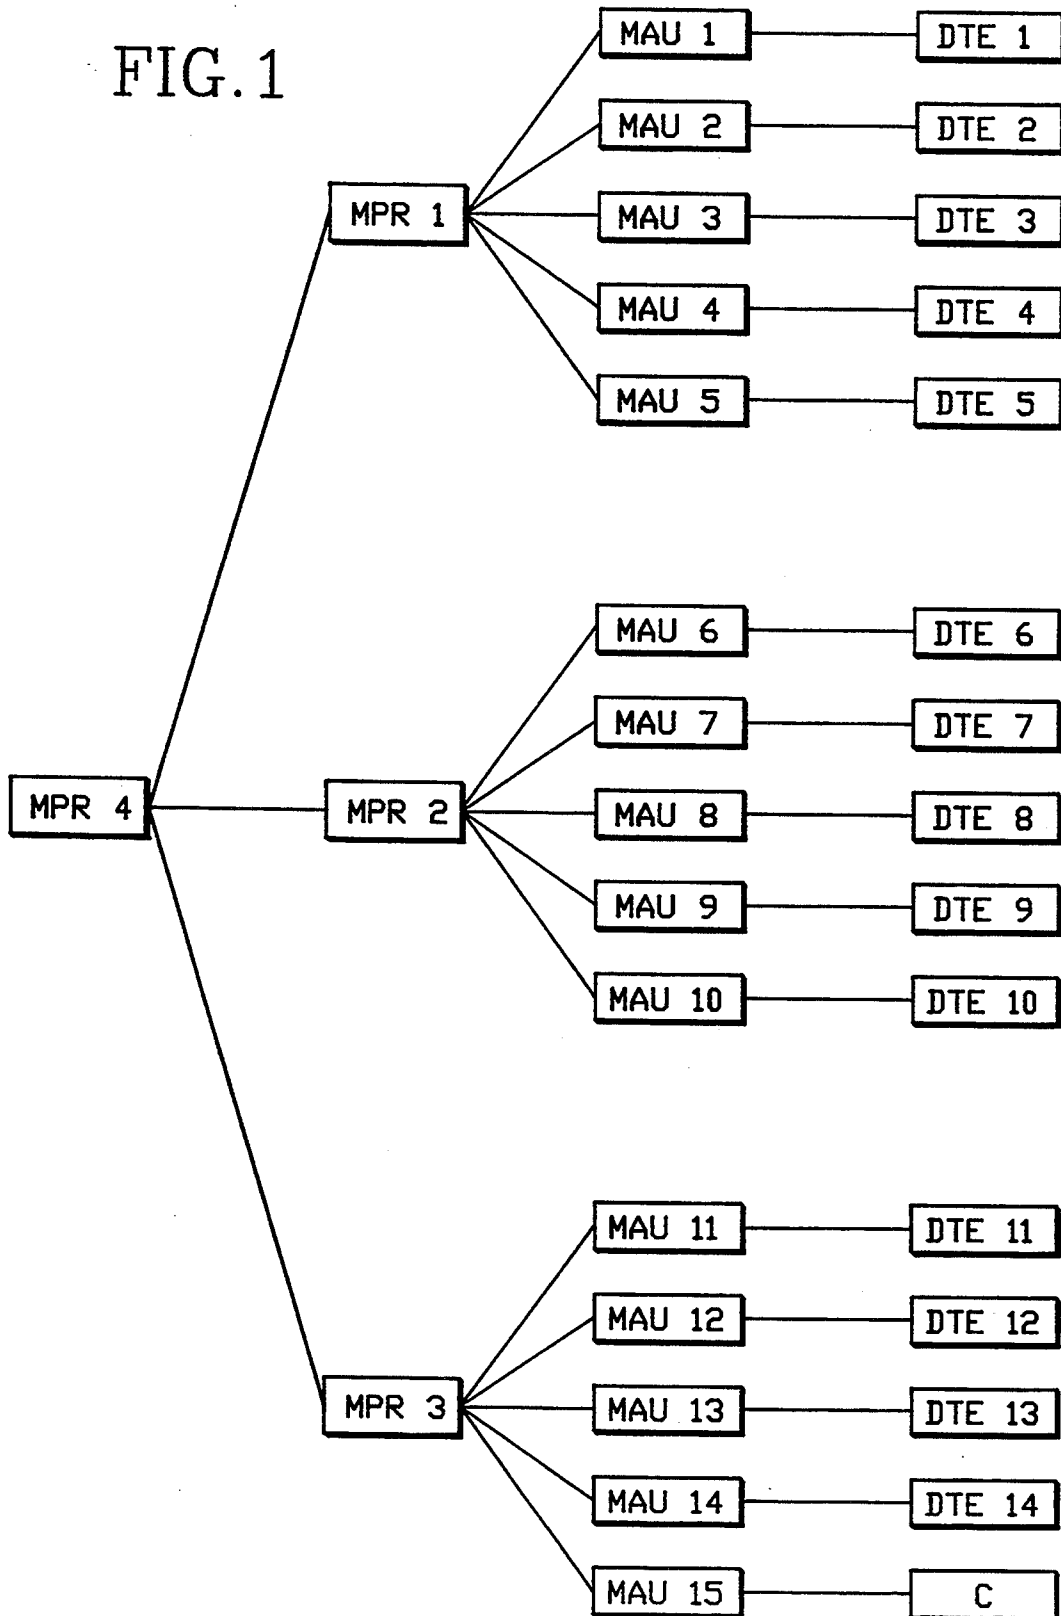 FIG. 1
MAU 1 DTE 1
MAU 2 DTE 2
MPR 1 MAU 3 DTE 3
MAU 4 DTE 4
MAU 5 DTE 5
MAU 6 DTE 6
MAU 7 DTE 7
MPR 4 MPR 2 MAU 8 DTE 8
MAU 9 DTE 9
MAU 10 DTE 10
MAU 11 DTE 11
MAU 12 DTE 12
MPR 3 MAU 13 DTE 13
MAU 14 DTE 14
MAU 15 C